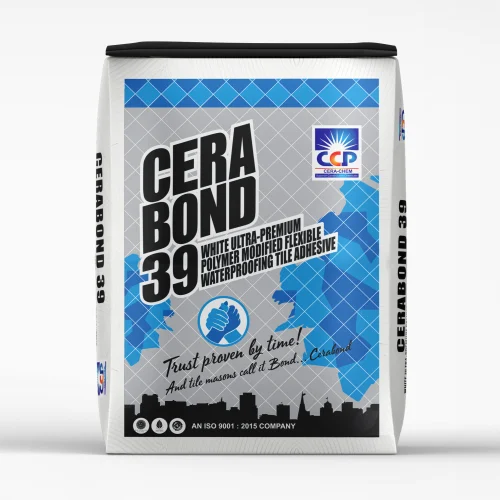 CERA
BOND
39
WHITE ULTRA-PREMIUM
POLYMER MODIFIED FLEXIBLE
WATERPROOFING TILE ADHESIVE
CCP
CERA-CHEM
Trust proven by time!
And tile masons call it Bond... Cerabond
AN ISO 9001 : 2015 COMPANY
CERABOND 39
CERABOND 39